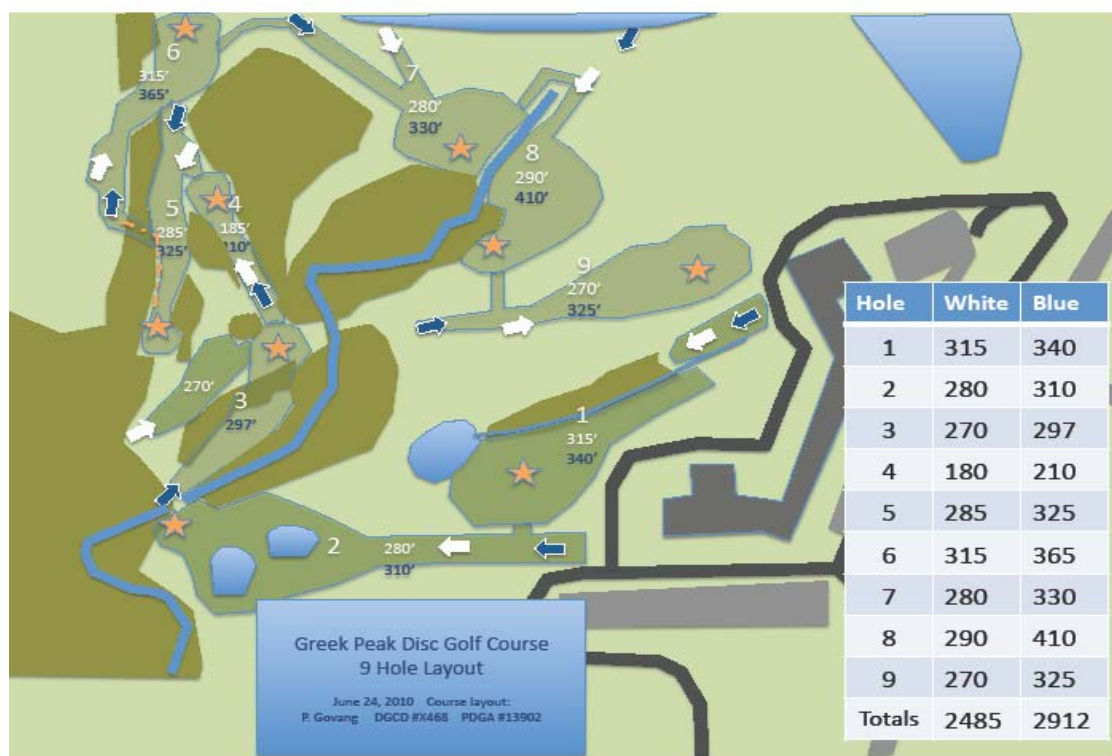 6
315'
365'
7
280'
330'
8
290'
410'
5
285'
325'
4
185'
210'
9
270'
325'
270'
3
297'
1
315'
340'
2
280'
310'
Hole White Blue
1 315 340
2 280 310
3 270 297
4 180 210
5 285 325
6 315 365
7 280 330
8 290 410
9 270 325
Totals 2485 2912
Greek Peak Disc Golf Course
9 Hole Layout
June 24, 2010 Course layout:
P. Govang DGCD #X468 PDGA #13902